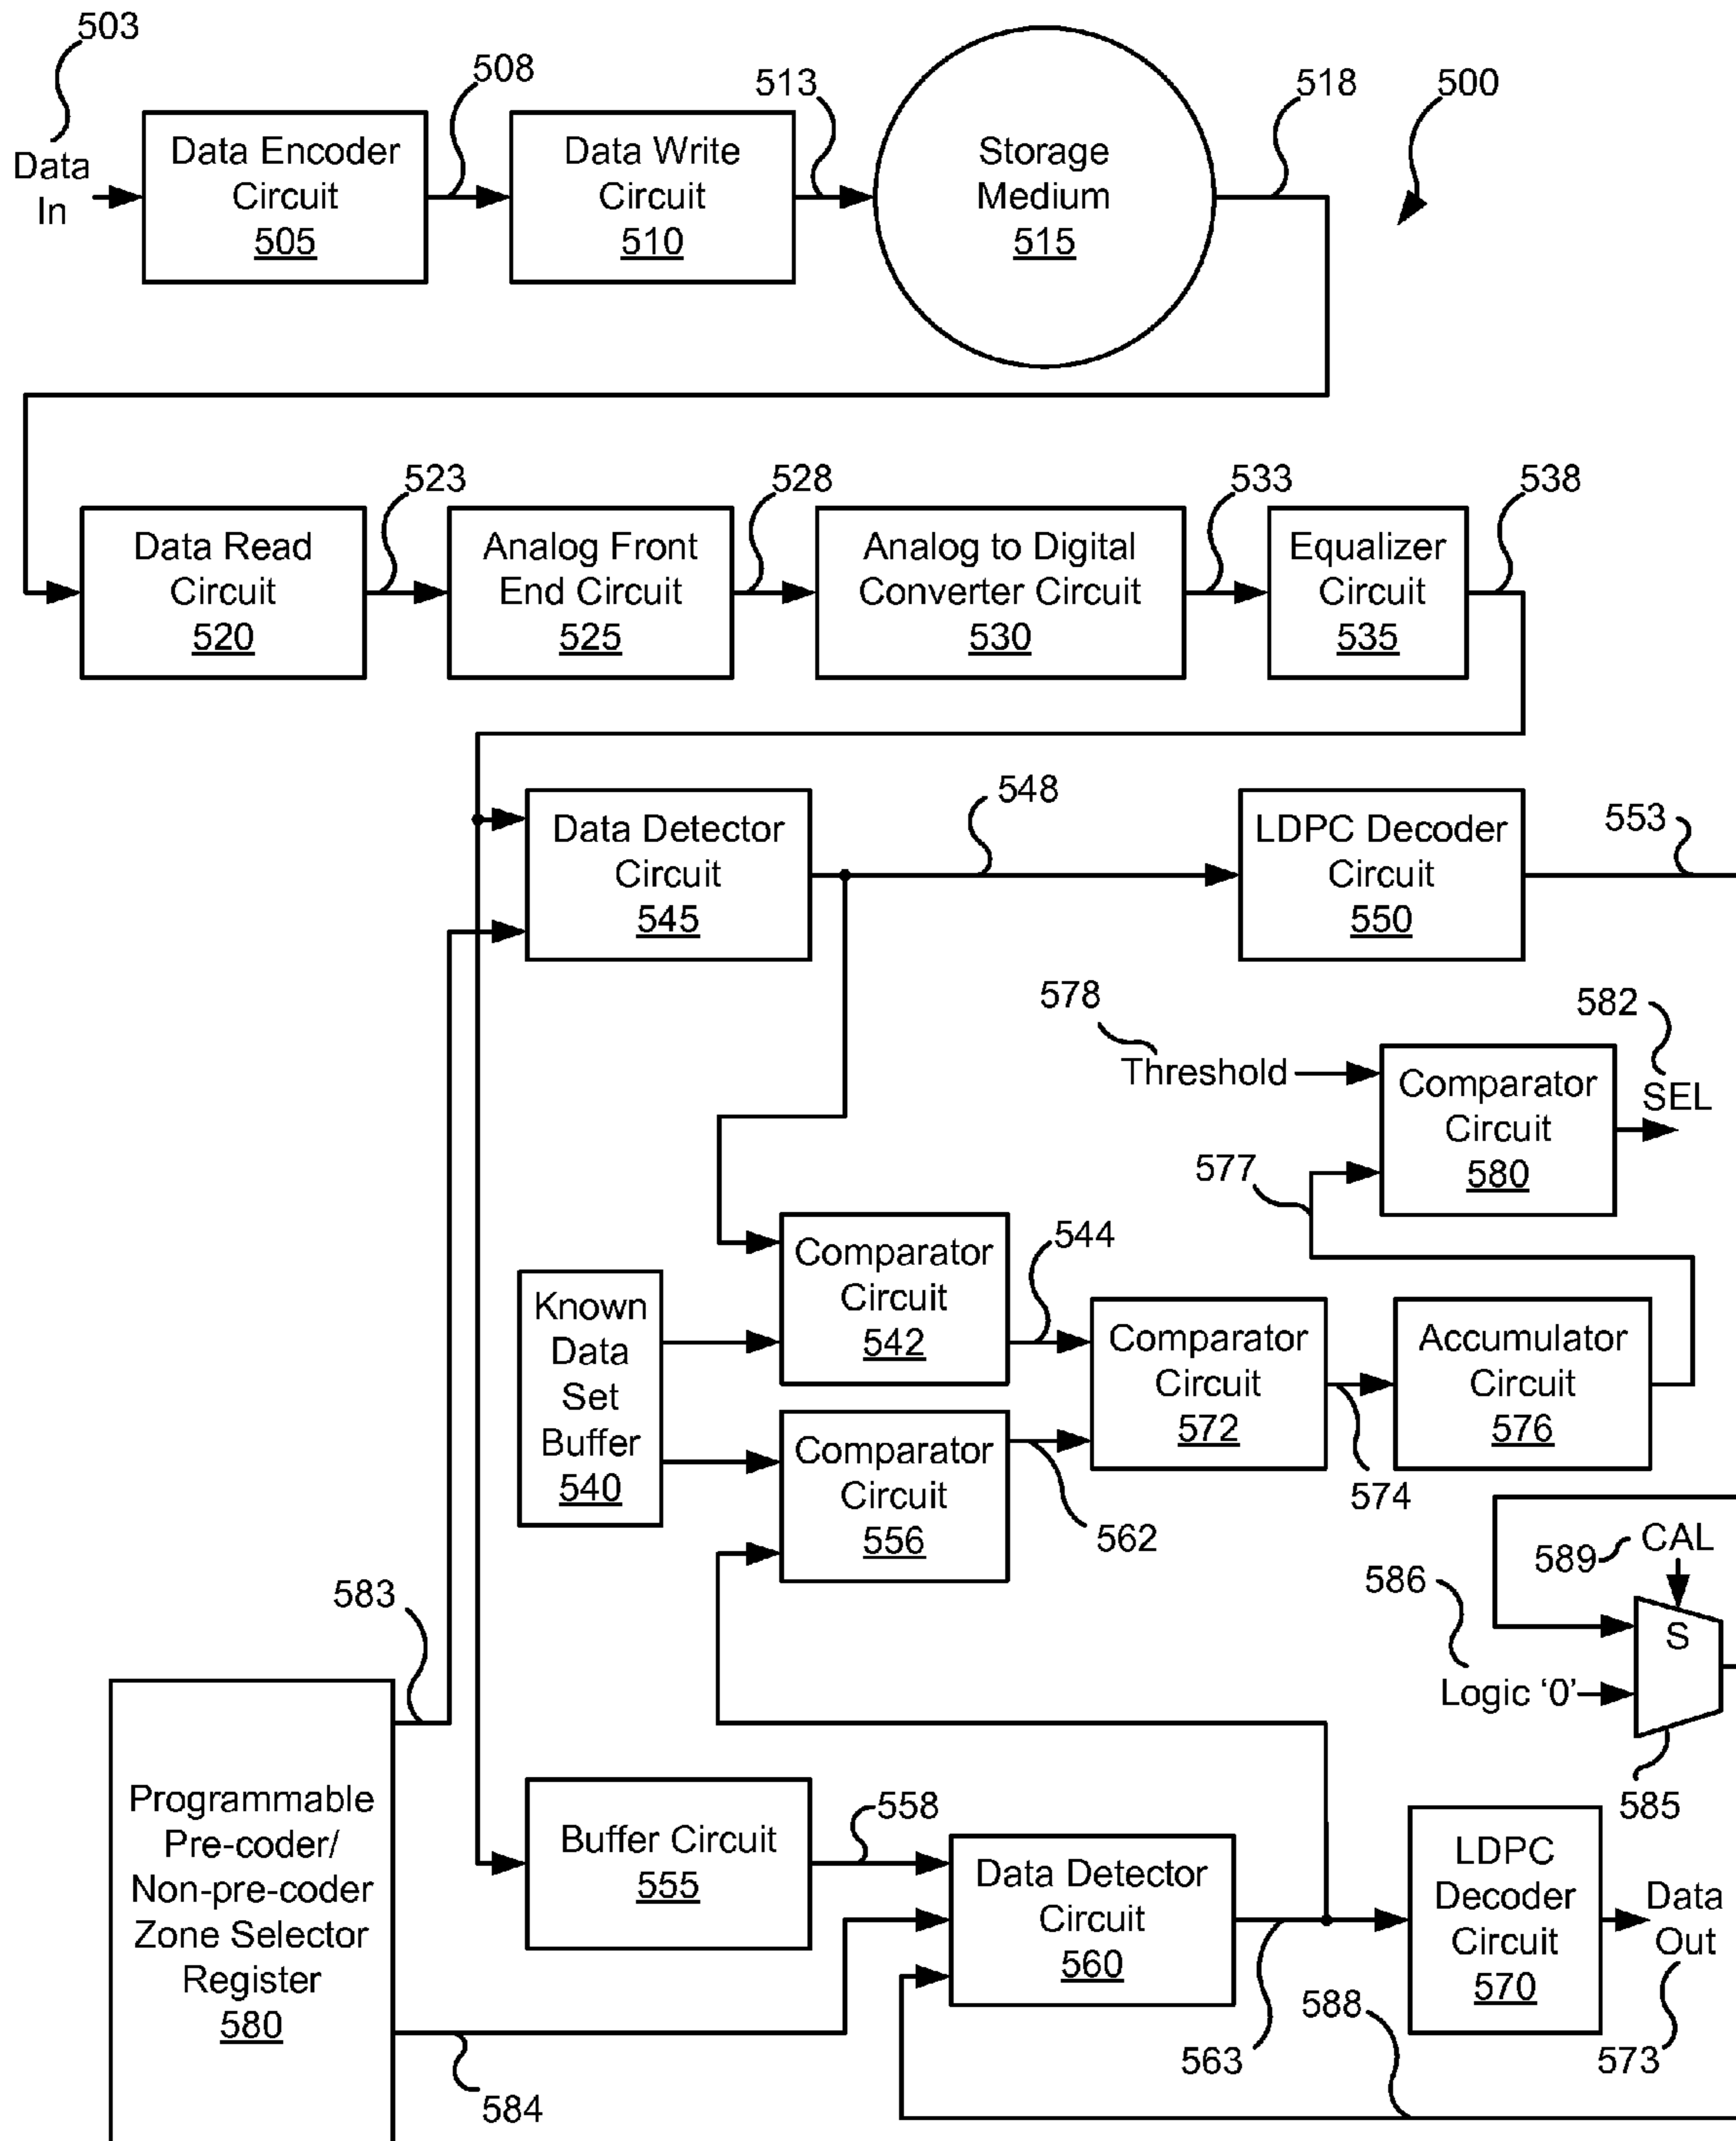 503
508
513
518
500
Data
In
Data Encoder
Circuit
505
Data Write
Circuit
510
Storage
Medium
515
523
528
533
538
Data Read
Circuit
520
Analog Front
End Circuit
525
Analog to Digital
Converter Circuit
530
Equalizer
Circuit
535
548
553
Data Detector
Circuit
545
LDPC Decoder
Circuit
550
578
582
Threshold
Comparator
Circuit
580
SEL
577
544
Known
Data
Set
Buffer
540
Comparator
Circuit
542
Comparator
Circuit
556
Comparator
Circuit
572
Accumulator
Circuit
576
574
562
589
CAL
586
S
Logic ‘0’
585
583
Programmable
Pre-coder/
Non-pre-coder
Zone Selector
Register
580
Buffer Circuit
555
558
Data Detector
Circuit
560
LDPC
Decoder
Circuit
570
Data
Out
588
563
573
584